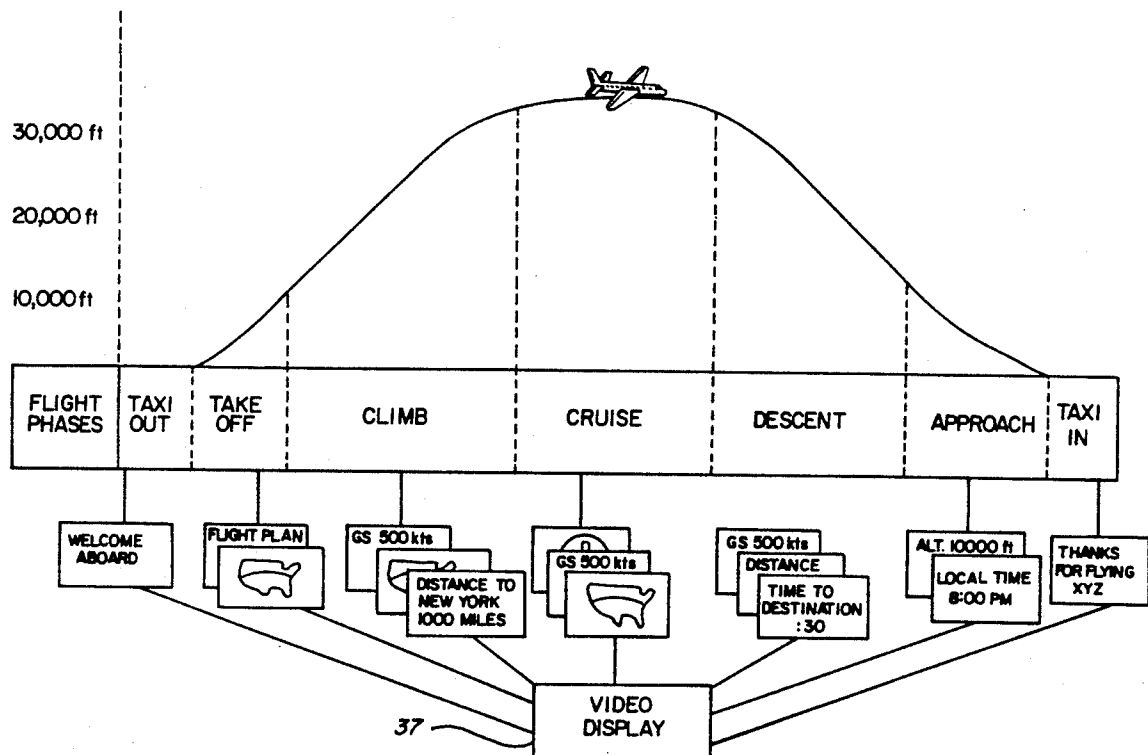 30,000 ft
20,000 ft
10,000 ft
FLIGHT
PHASES
TAXI
OUT
TAKE
OFF
CLIMB
CRUISE
DESCENT
APPROACH
TAXI
IN
WELCOME
ABOARD
FLIGHT PLAN
GS 500 kts
DISTANCE TO
NEW YORK
1000 MILES
GS 500 kts
GS 500 kts
DISTANCE
TIME TO
DESTINATION
:30
ALT. 10000 ft
LOCAL TIME
8:00 PM
THANKS
FOR FLYING
XYZ
VIDEO
DISPLAY
37